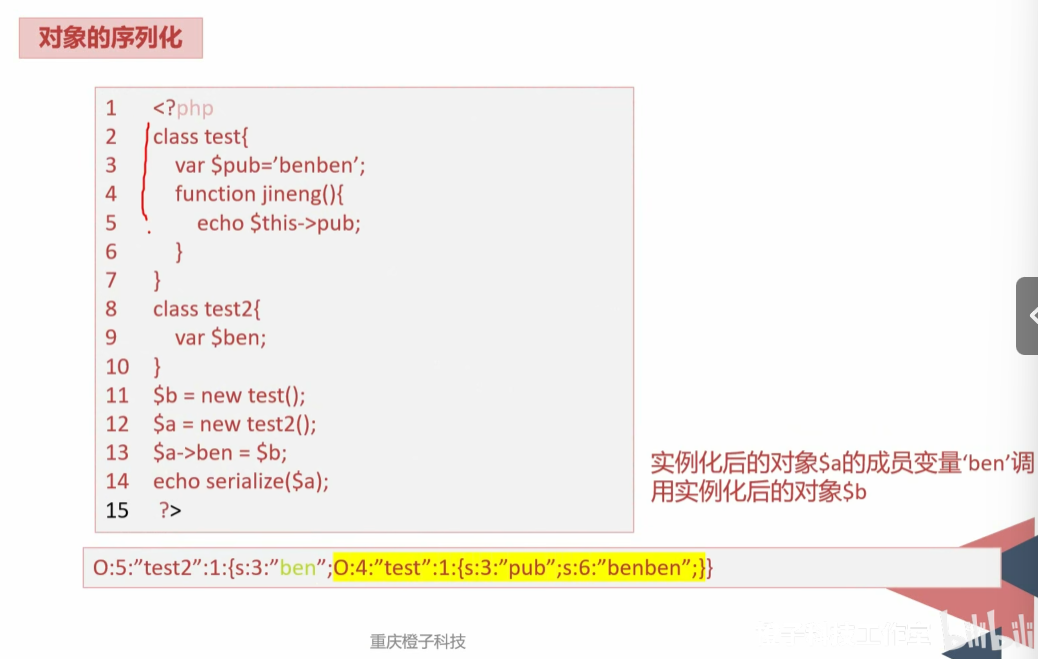 对象的序列化
1 <?php
2 class test{
3 var $pub=’benben’;
4 function jineng(){
5 echo $this->pub;
6 }
7 }
8 class test2{
9 var $ben;
10 }
11 $b = new test();
12 $a = new test2();
13 $a->ben = $b;
14 echo serialize($a);
15 ?>
实例化后的对象$a的成员变量‘ben’调
用实例化后的对象$b
O:5:”test2”:1:{s:3:”ben”;O:4:”test”:1:{s:3:”pub”;s:6:”benben”;}}
重庆橙子科技
bilibili